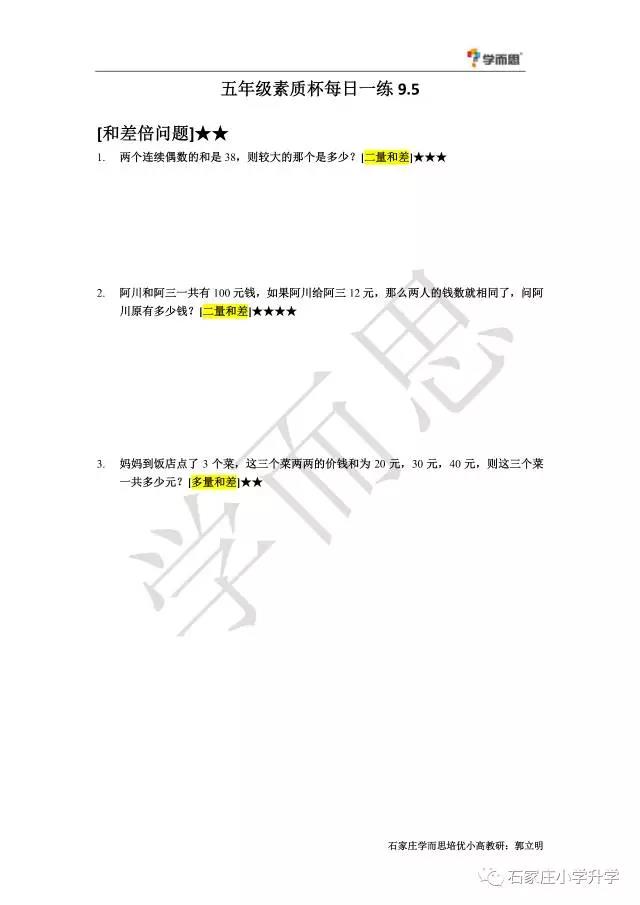 学而思
五年级素质杯每日一练 9.5
[和差倍问题]★★
1. 两个连续偶数的和是 38，则较大的那个是多少？[二量和差]★★★
2. 阿川和阿三一共有 100 元钱，如果阿川给阿三 12 元，那么两人的钱数就相同了，问阿
川原有多少钱？[二量和差]★★★★
3. 妈妈到饭店点了 3 个菜，这三个菜两两的价钱和为 20 元，30 元，40 元，则这三个菜
一共多少元？[多量和差]★★
学而思
石家庄学而思培优小高教研：郭立明
石家庄小学升学